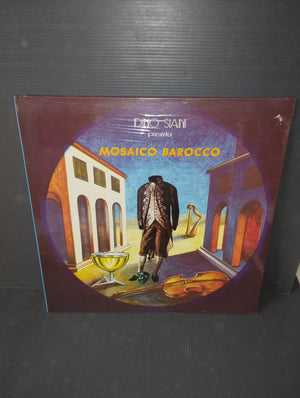 DINO SIANI
presenta
MOSAICO BAROCCO